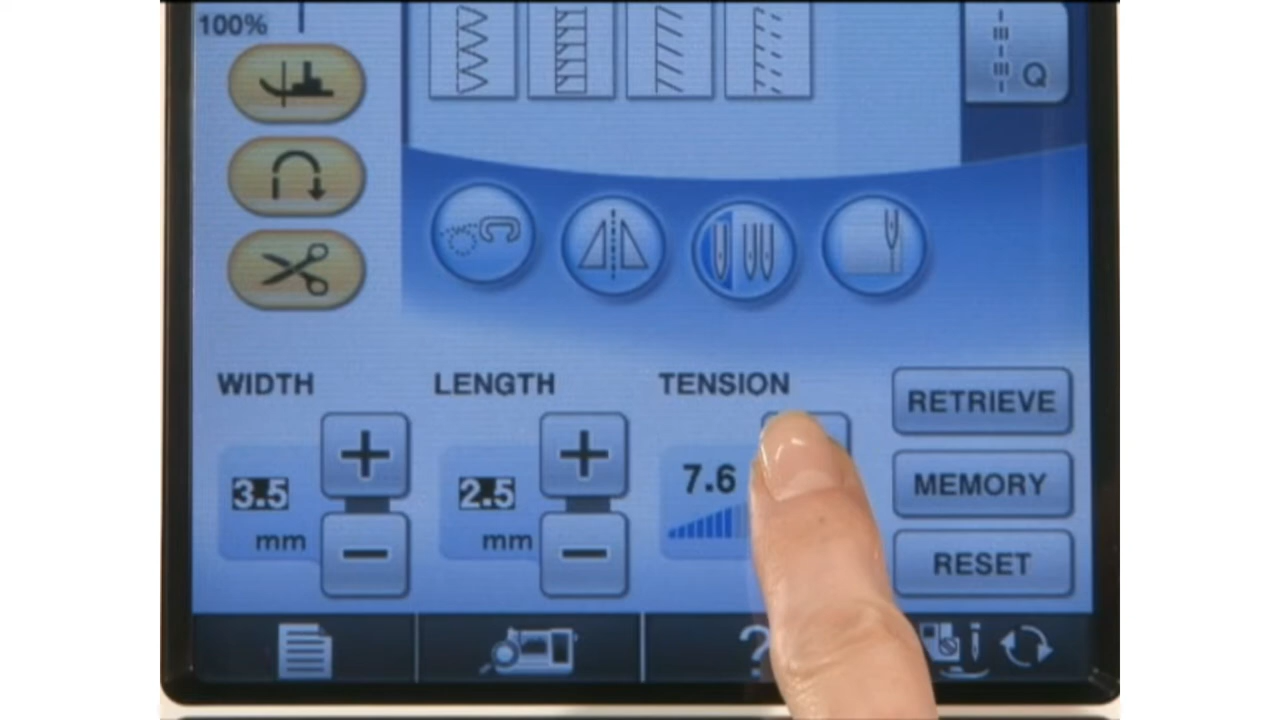 100%
Q
WIDTH
LENGTH
TENSION
RETRIEVE
+
+
7.6
3.5
2.5
MEMORY
mm
mm
−
−
RESET
?